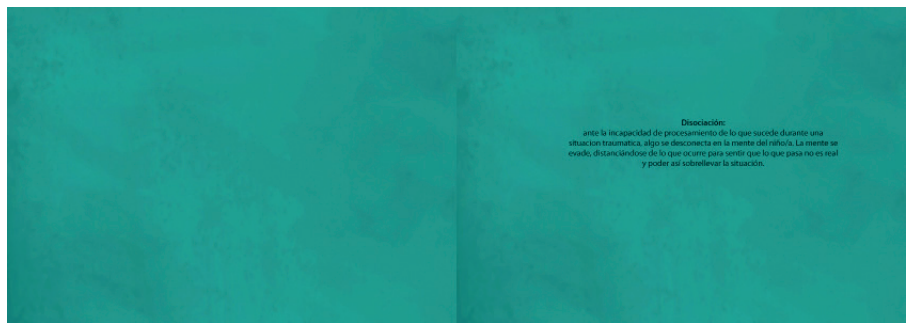 Disociación:
ante la incapacidad de procesamiento de lo que sucede durante una
situacion traumatica, algo se desconecta en la mente del niño/a. La mente se
evade, distanciándose de lo que ocurre para sentir que lo que pasa no es real
y poder así sobrellevar la situación.